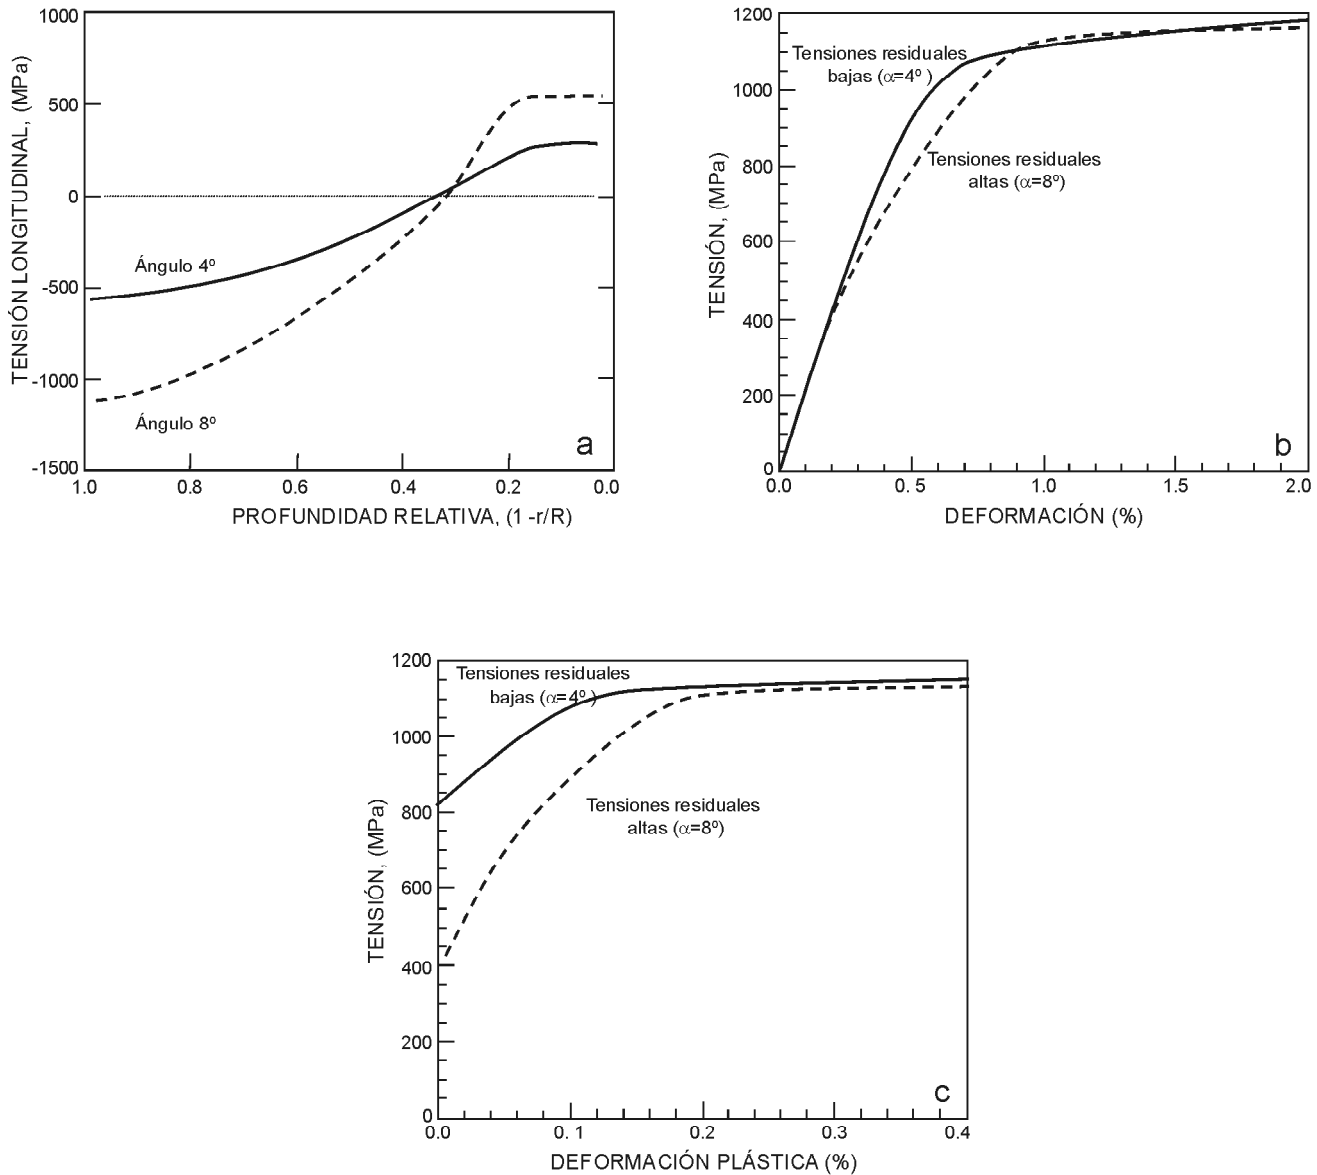 1000
500
0
-500
-1000
-1500
TENSIÓN LONGITUDINAL, (MPa)
Ángulo 4º
Ángulo 8º
a
1.0 0.8 0.6 0.4 0.2 0.0
PROFUNDIDAD RELATIVA, (1 -r/R)
1200
1000
800
600
400
200
0
TENSIÓN, (MPa)
Tensiones residuales
bajas (α=4º )
Tensiones residuales
altas (α=8º)
b
0.0 0. 5 1.0 1.5 2.0
DEFORMACIÓN (%)
1200
1000
800
600
400
200
0
TENSIÓN, (MPa)
Tensiones residuales
bajas (α=4º )
Tensiones residuales
altas (α=8º)
c
0.0 0. 1 0.2 0.3 0.4
DEFORMACIÓN PLÁSTICA (%)